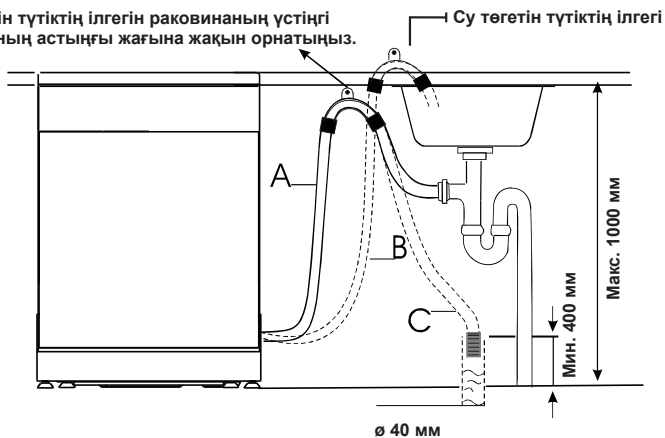 ін түтіктің ілгегін раковинаның үстіңгі
ның астыңғы жағына жақын орнатыңыз.
Су төгетін түтіктің ілгегі
A
B
C
Макс. 1000 мм
Мин. 400 мм
ø 40 мм